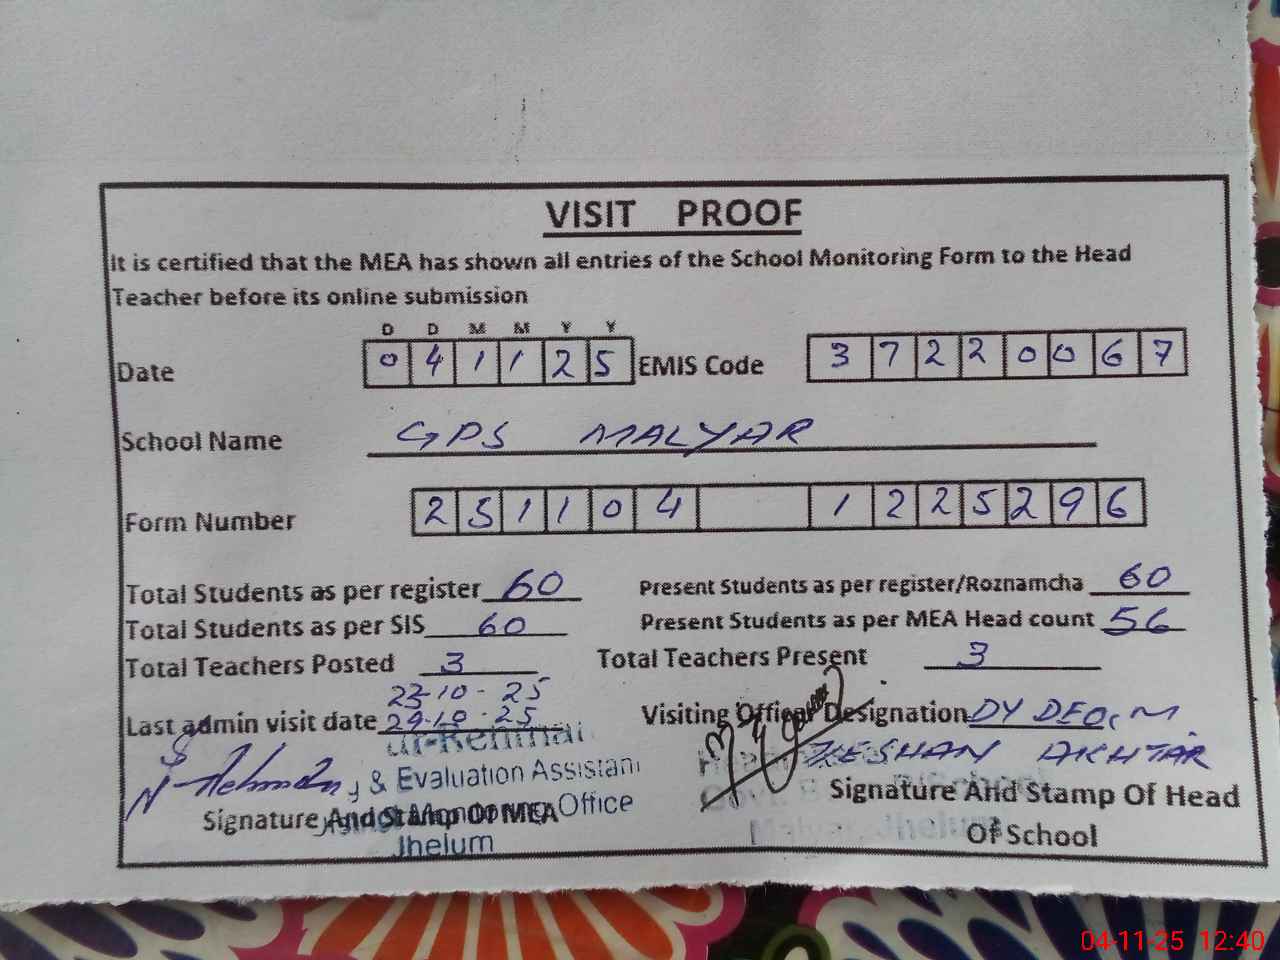 VISIT PROOF
It is certified that the MEA has shown all entries of the School Monitoring Form to the Head
Teacher before its online submission
D D M M Y Y
Date 0 4 1 1 2 5 EMIS Code 3 7 2 2 0 0 6 7
School Name GPS MALYAR
Form Number 2 5 1 1 0 4 1 2 2 5 2 9 6
Total Students as per register 60 Present Students as per register/Roznamcha 60
Total Students as per SIS 60 Present Students as per MEA Head count 56
Total Teachers Posted 3 Total Teachers Present 3
23-10-25
Last admin visit date 29-10-25 Visiting Officer Designation DY DEO, M
ZESHAN AKHTAR
& Evaluation Assistant
Signature And Stamp Of MEA Office
Jhelum
Signature And Stamp Of Head
Of School
Jhelum
04-11-25 12:40